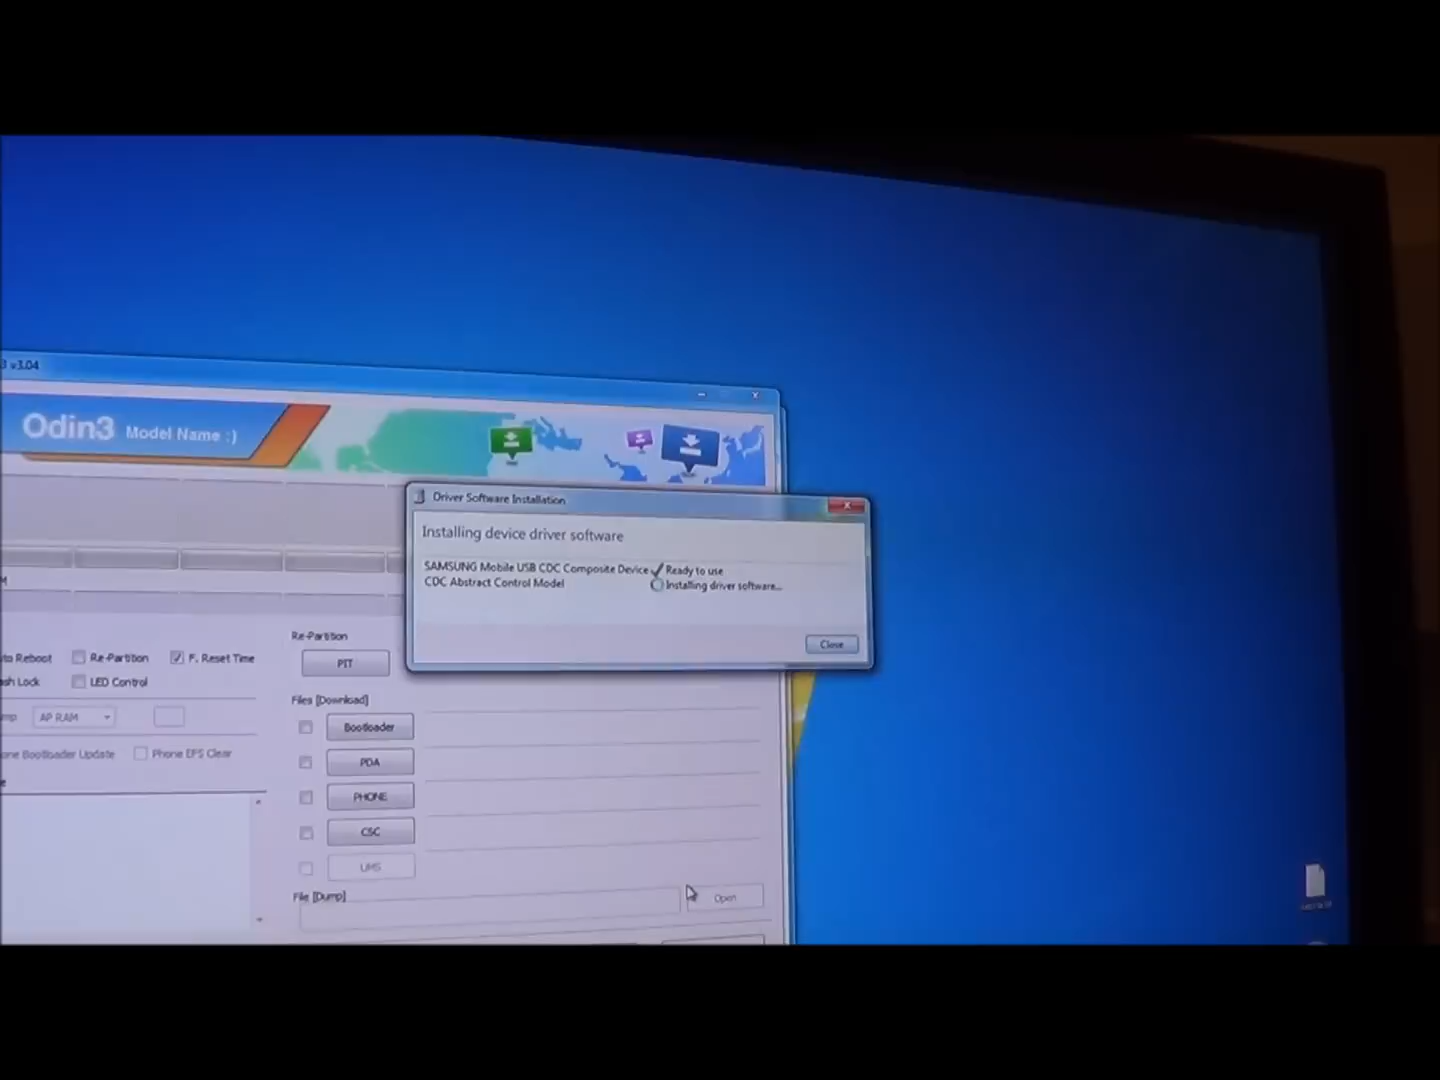 3 v3.04
Odin3 Model Name :)
Driver Software Installation
Installing device driver software
SAMSUNG Mobile USB CDC Composite Device Ready to use
CDC Abstract Control Model Installing driver software...
Close
Re-Partition
PIT
Reboot Re-Partition F. Reset Time
Lock LED Control
AP RAM
Bootloader Update Phone EFS Clear
Files [Download]
Bootloader
PDA
PHONE
CSC
UMS
File [Dump]
Open